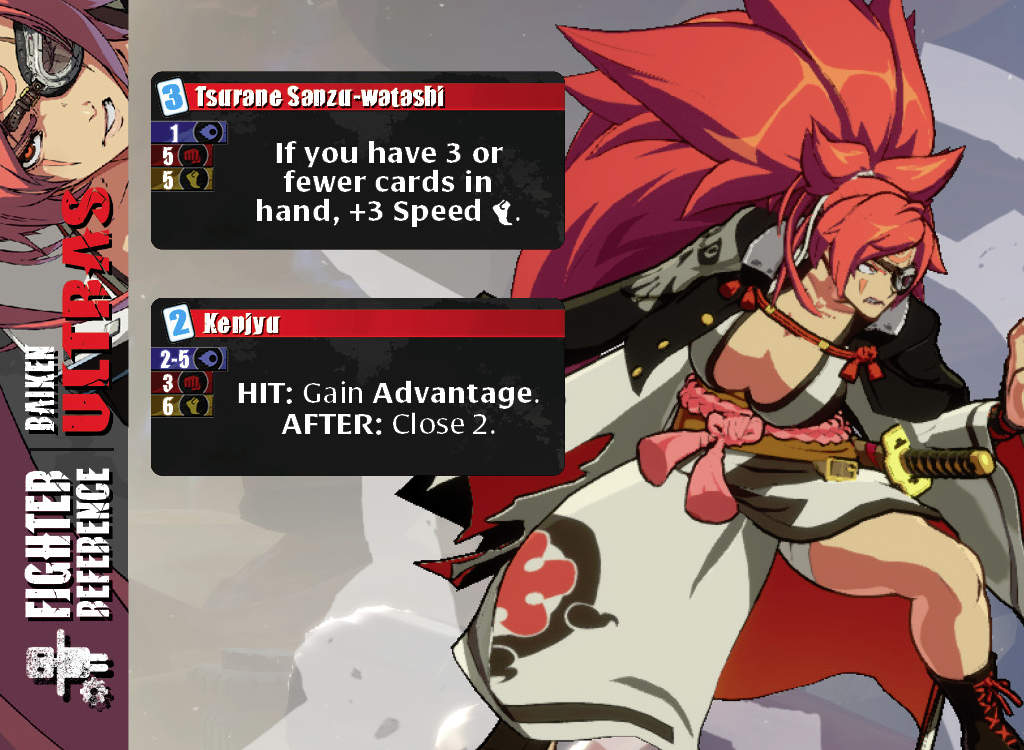 BAIKEN
ULTRAS
FIGHTER
REFERENCE
3 Tsurane Sanzu-watashi
1
5
5
If you have 3 or
fewer cards in
hand, +3 Speed .
2 Kenjyu
2-5
3
6
HIT: Gain Advantage.
AFTER: Close 2.